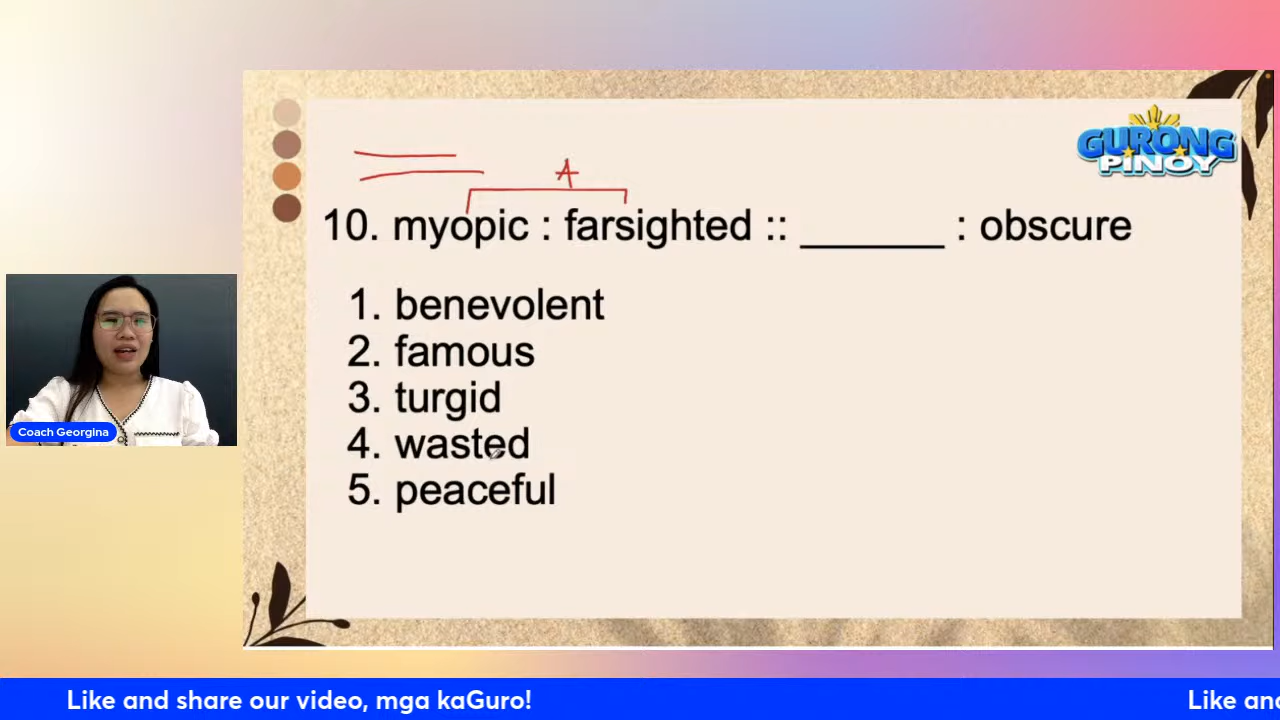 GURONG
PINOY
A
10. myopic : farsighted :: ______ : obscure
1. benevolent
2. famous
3. turgid
4. wasted
5. peaceful
Coach Georgina
Like and share our video, mga kaGuro! Like and